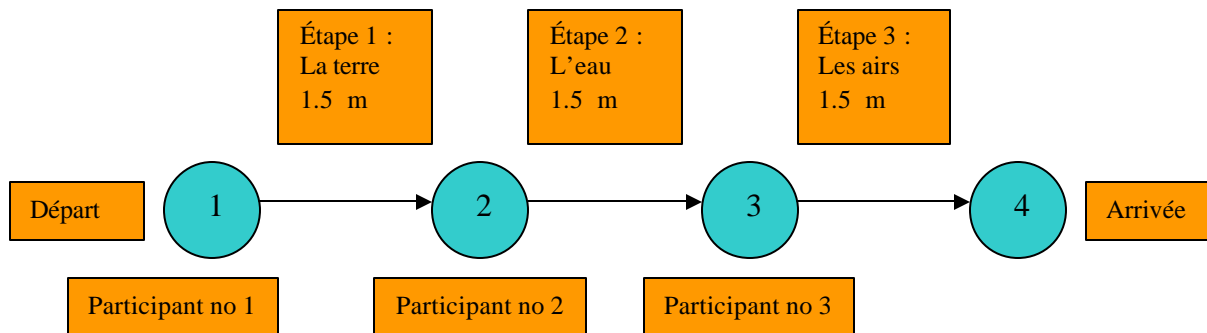 Étape 1 :
La terre
1.5 m
Étape 2 :
L’eau
1.5 m
Étape 3 :
Les airs
1.5 m
Départ
1
2
3
4
Arrivée
Participant no 1
Participant no 2
Participant no 3